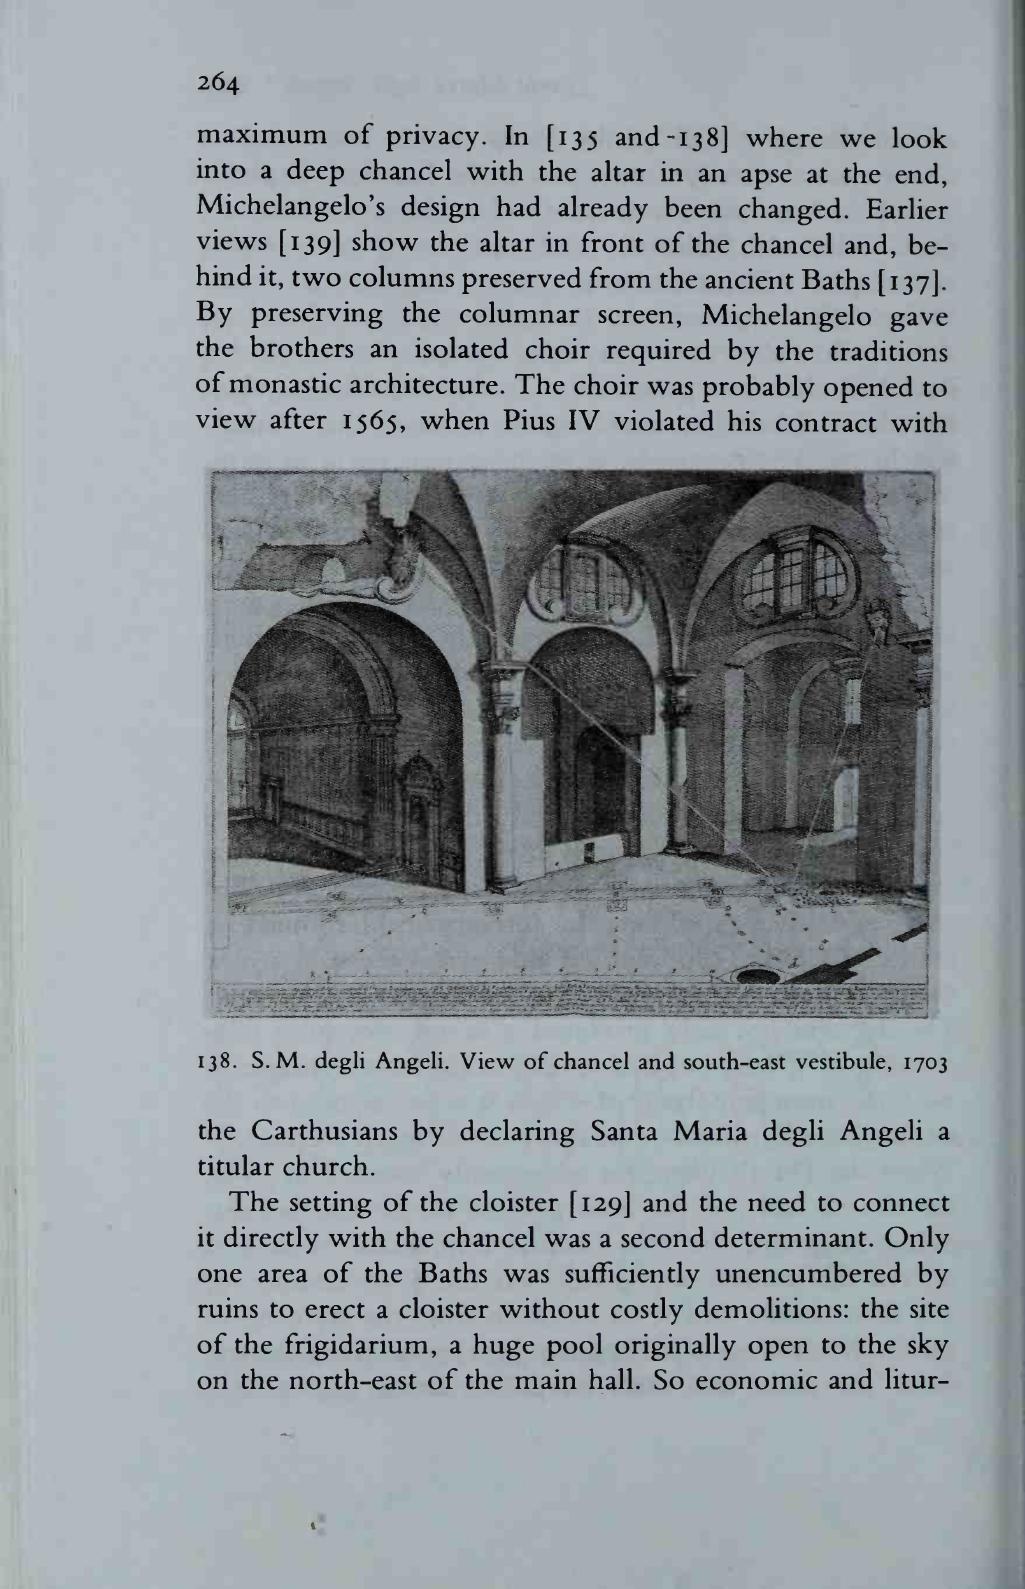 264
maximum of privacy. In [135 and -138] where we look
into a deep chancel with the altar in an apse at the end,
Michelangelo's design had already been changed. Earlier
views [139] show the altar in front of the chancel and, be-
hind it, two columns preserved from the ancient Baths [137].
By preserving the columnar screen, Michelangelo gave
the brothers an isolated choir required by the traditions
of monastic architecture. The choir was probably opened to
view after 1565, when Pius IV violated his contract with
138. S. M. degli Angeli. View of chancel and south-east vestibule, 1703
the Carthusians by declaring Santa Maria degli Angeli a
titular church.
The setting of the cloister [129] and the need to connect
it directly with the chancel was a second determinant. Only
one area of the Baths was sufficiently unencumbered by
ruins to erect a cloister without costly demolitions: the site
of the frigidarium, a huge pool originally open to the sky
on the north-east of the main hall. So economic and litur-